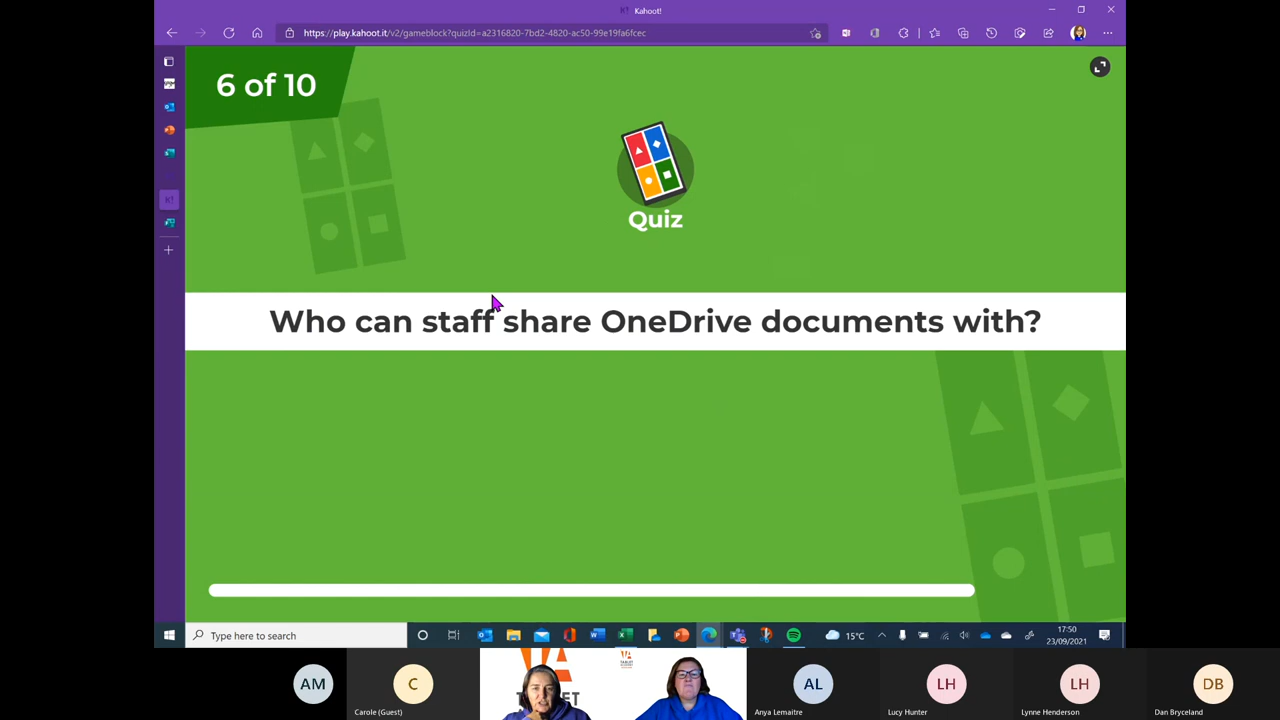 Kahoot!
https://play.kahoot.it/v2/gameblock?quizId=a2316820-7bd2-4820-ac50-99e19fa6fcec
6 of 10
Quiz
Who can staff share OneDrive documents with?
Type here to search
15°C
17:50
23/09/2021
AM
C
AL
LH
LH
DB
TABLET
Carole (Guest)
Anya Lemaitre
Lucy Hunter
Lynne Henderson
Dan Bryceland